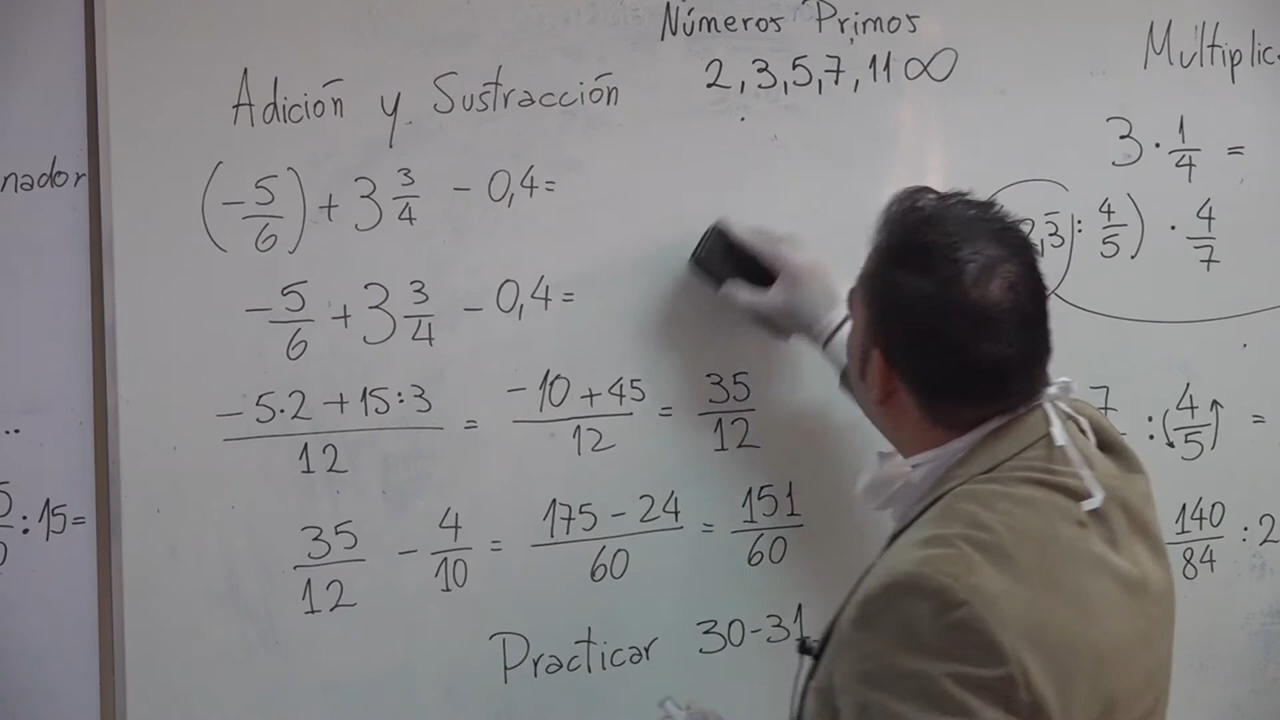 Números Primos
2,3,5,7,11 ∞
Adición y Sustracción
(-5/6) + 3 3/4 - 0,4=
-5/6 + 3 3/4 - 0,4=
-5·2+15:3/12 = -10+45/12 = 35/12
35/12 - 4/10 = 175-24/60 = 151/60
Practicar 30-31
Multiplic
3·1/4 =
,3̄ : 4/5) · 4/7
7 : (4/5) =
140/84 : 2
nador
..
: 15=